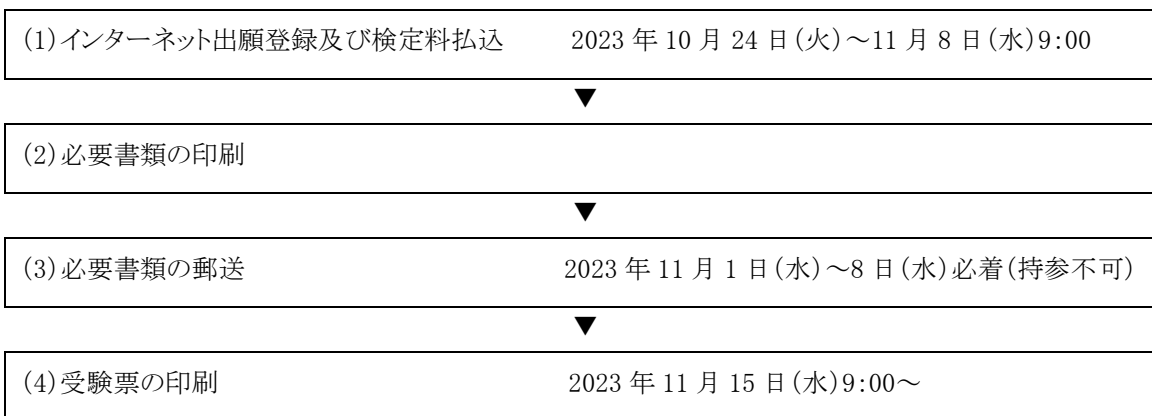 (1)インターネット出願登録及び検定料払込 2023 年 10 月 24 日(火)～11 月 8 日(水)9:00
▼
(2)必要書類の印刷
▼
(3)必要書類の郵送 2023 年 11 月 1 日(水)～8 日(水)必着(持参不可)
▼
(4)受験票の印刷 2023 年 11 月 15 日(水)9:00～